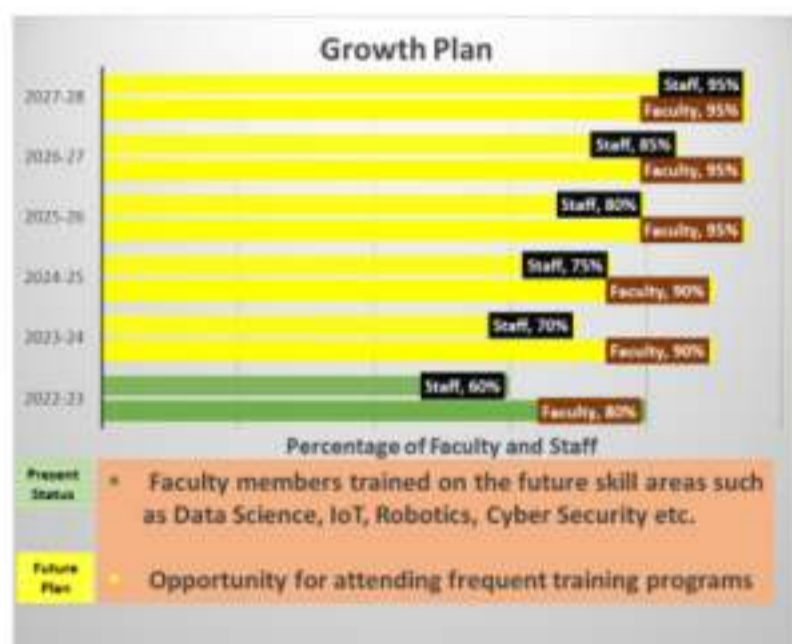 Growth Plan
2027-28
Staff, 95%
Faculty, 95%
2026-27
Staff, 85%
Faculty, 95%
2025-26
Staff, 80%
Faculty, 95%
2024-25
Staff, 75%
Faculty, 90%
2023-24
Staff, 70%
Faculty, 90%
2022-23
Staff, 60%
Faculty, 80%
Percentage of Faculty and Staff
Present
Status
• Faculty members trained on the future skill areas such
as Data Science, IoT, Robotics, Cyber Security etc.
Future
Plan
• Opportunity for attending frequent training programs